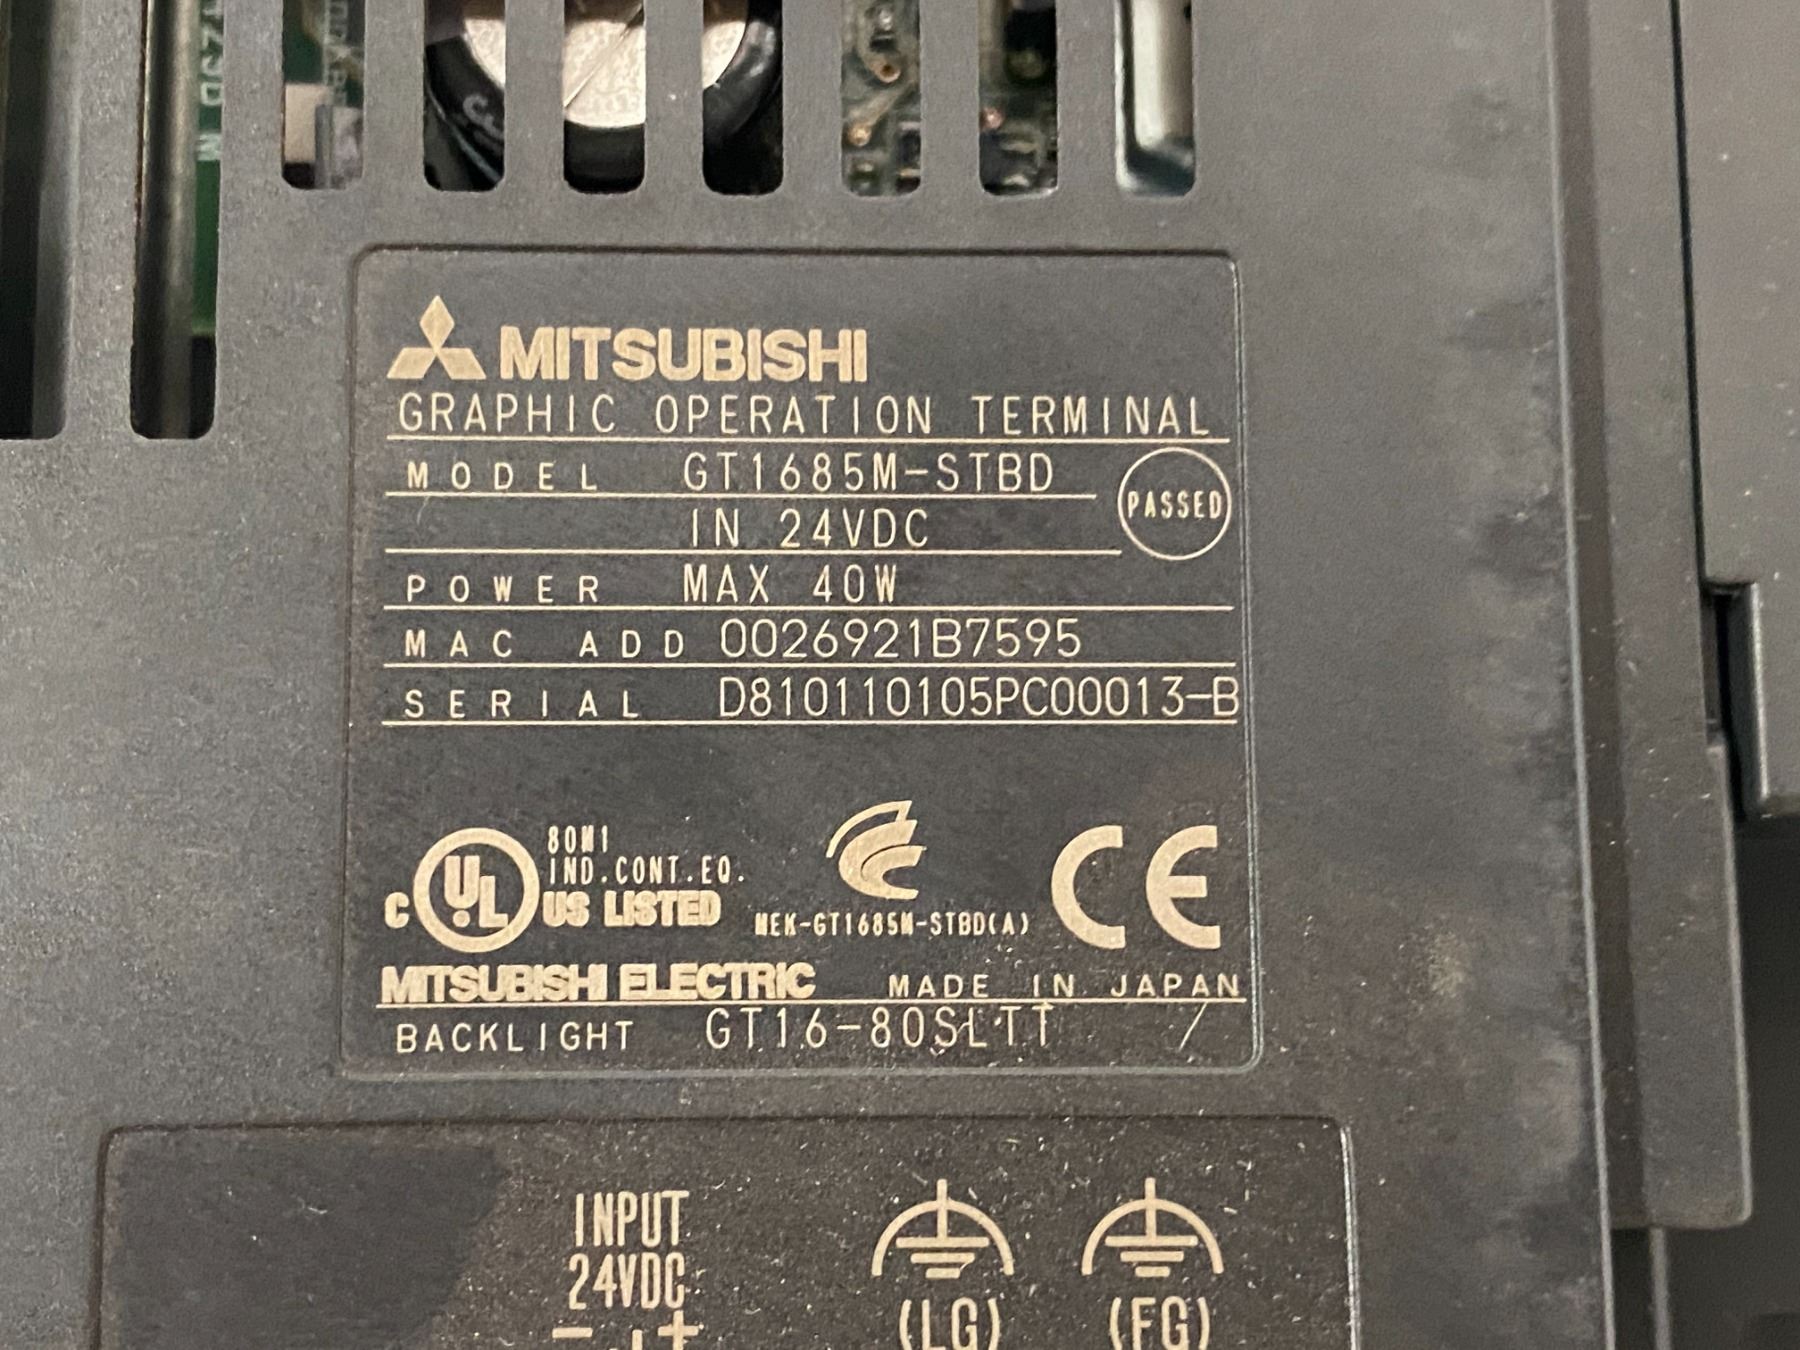 MITSUBISHI
GRAPHIC OPERATION TERMINAL
MODEL GT1685M-STBD
PASSED
IN 24VDC
POWER MAX 40W
MAC ADD 0026921B7595
SERIAL D810110105PC00013-B
80M1
IND.CONT.EQ.
C UL US LISTED
MEK-GT1685M-STBD(A)
CE
MITSUBISHI ELECTRIC MADE IN JAPAN
BACKLIGHT GT16-80SLTT /
INPUT
24VDC
- +
(LG) (FG)